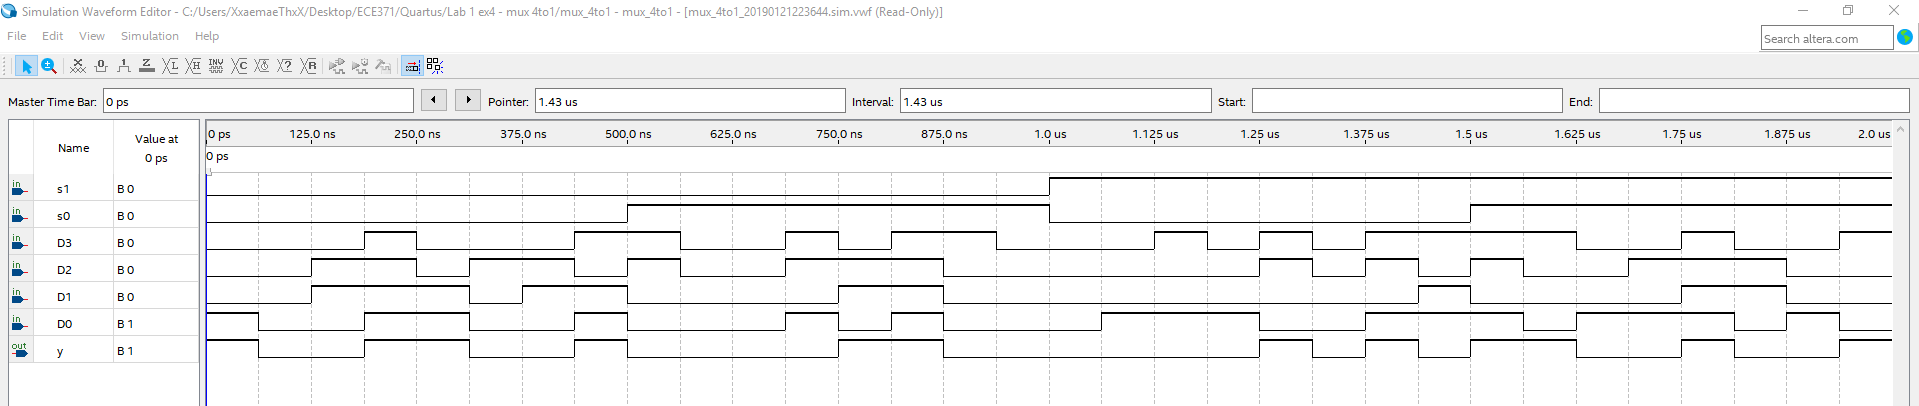 Simulation Waveform Editor - C:/Users/XxaemaeThxX/Desktop/ECE371/Quartus/Lab 1 ex4 - mux 4to1/mux_4to1 - mux_4to1 - [mux_4to1_20190121223644.sim.vwf (Read-Only)]
File Edit View Simulation Help
Search altera.com
Master Time Bar: 0 ps Pointer: 1.43 us Interval: 1.43 us Start: End:
Name Value at 0 ps
0 ps 125.0 ns 250.0 ns 375.0 ns 500.0 ns 625.0 ns 750.0 ns 875.0 ns 1.0 us 1.125 us 1.25 us 1.375 us 1.5 us 1.625 us 1.75 us 1.875 us 2.0 us
0 ps
in s1 B 0
in s0 B 0
in D3 B 0
in D2 B 0
in D1 B 0
in D0 B 1
out y B 1